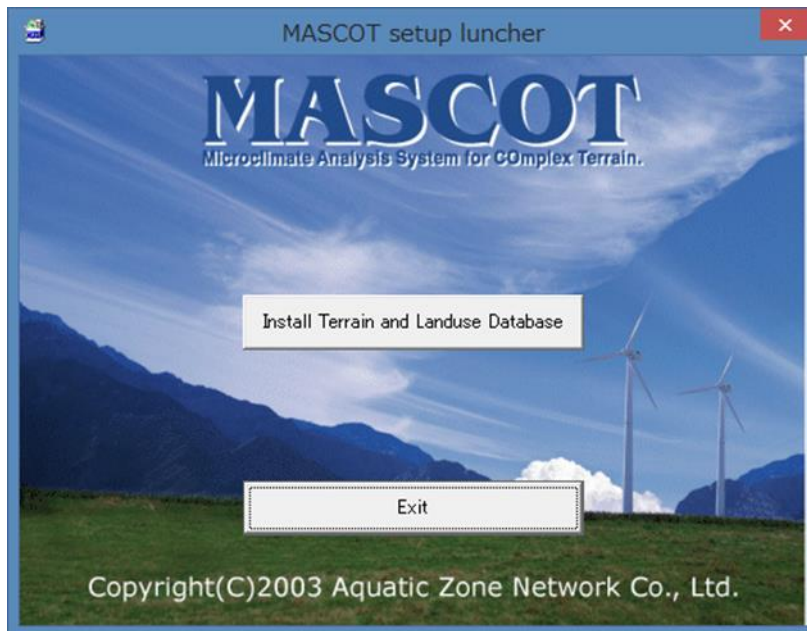 MASCOT setup luncher
MASCOT
Microclimate Analysis System for COmplex Terrain.
Install Terrain and Landuse Database
Exit
Copyright(C)2003 Aquatic Zone Network Co., Ltd.